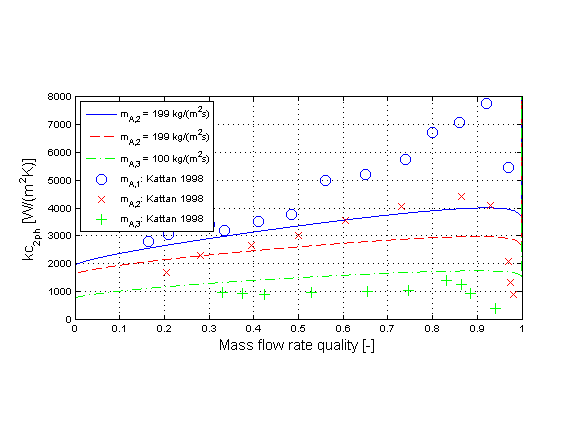 8000
7000
6000
5000
4000
3000
2000
1000
0
kc2ph [W/(m2K)]
mA,2 = 199 kg/(m2s)
mA,2 = 199 kg/(m2s)
mA,3 = 100 kg/(m2s)
mA,1: Kattan 1998
mA,2: Kattan 1998
mA,3: Kattan 1998
0 0.1 0.2 0.3 0.4 0.5 0.6 0.7 0.8 0.9 1
Mass flow rate quality [-]